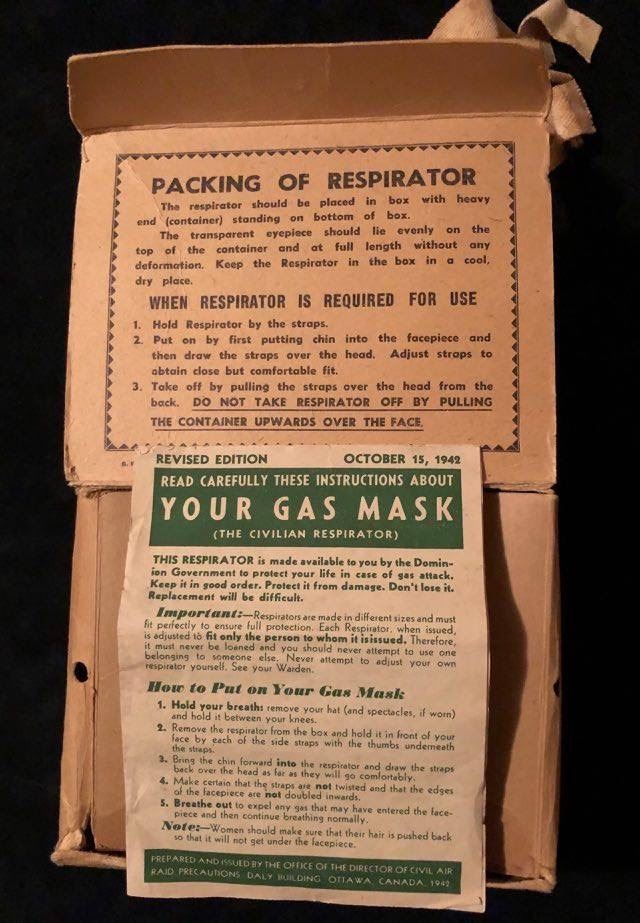 PACKING OF RESPIRATOR
The respirator should be placed in box with heavy
end (container) standing on bottom of box.
The transparent eyepiece should lie evenly on the
top of the container and at full length without any
deformation. Keep the Respirator in the box in a cool,
dry place.
WHEN RESPIRATOR IS REQUIRED FOR USE
1. Hold Respirator by the straps.
2. Put on by first putting chin into the facepiece and
then draw the straps over the head. Adjust straps to
obtain close but comfortable fit.
3. Take off by pulling the straps over the head from the
back. DO NOT TAKE RESPIRATOR OFF BY PULLING
THE CONTAINER UPWARDS OVER THE FACE.
REVISED EDITION OCTOBER 15, 1942
READ CAREFULLY THESE INSTRUCTIONS ABOUT
YOUR GAS MASK
(THE CIVILIAN RESPIRATOR)
THIS RESPIRATOR is made available to you by the Domin-
ion Government to protect your life in case of gas attack.
Keep it in good order. Protect it from damage. Don't lose it.
Replacement will be difficult.
Important:—Respirators are made in different sizes and must
fit perfectly to ensure full protection. Each Respirator, when issued,
is adjusted to fit only the person to whom it is issued. Therefore,
it must never be loaned and you should never attempt to use one
belonging to someone else. Never attempt to adjust your own
respirator yourself. See your Warden.
How to Put on Your Gas Mask
1. Hold your breath: remove your hat (and spectacles, if worn)
and hold it between your knees.
2. Remove the respirator from the box and hold it in front of your
face by each of the side straps with the thumbs underneath
the straps.
3. Bring the chin forward into the respirator and draw the straps
back over the head as far as they will go comfortably.
4. Make certain that the straps are not twisted and that the edges
of the facepiece are not doubled inwards.
5. Breathe out to expel any gas that may have entered the face-
piece and then continue breathing normally.
Note:—Women should make sure that their hair is pushed back
so that it will not get under the facepiece.
PREPARED AND ISSUED BY THE OFFICE OF THE DIRECTOR OF CIVIL AIR
RAID PRECAUTIONS, DALY BUILDING, OTTAWA, CANADA, 1942